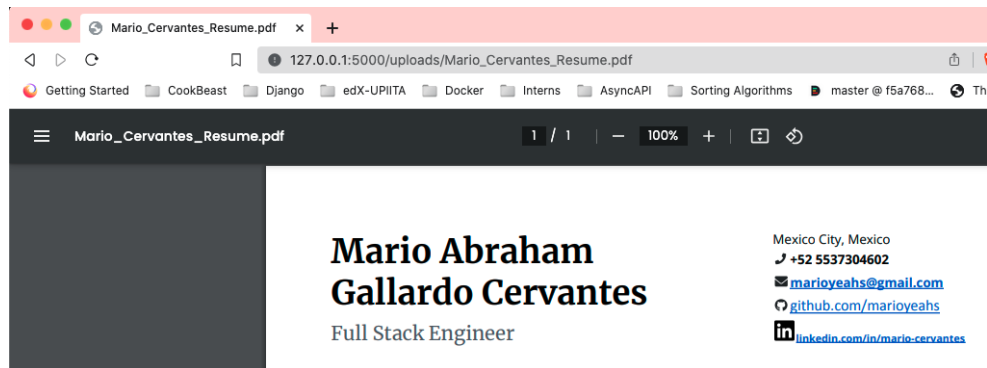 Mario_Cervantes_Resume.pdf × +
127.0.0.1:5000/uploads/Mario_Cervantes_Resume.pdf
Getting Started CookBeast Django edX-UPIITA Docker Interns AsyncAPI Sorting Algorithms master @ f5a768... Th
Mario_Cervantes_Resume.pdf 1 / 1 | — 100% + |
Mario Abraham
Gallardo Cervantes
Full Stack Engineer
Mexico City, Mexico
+52 5537304602
marioyeahs@gmail.com
github.com/marioyeahs
in linkedin.com/in/mario-cervantes